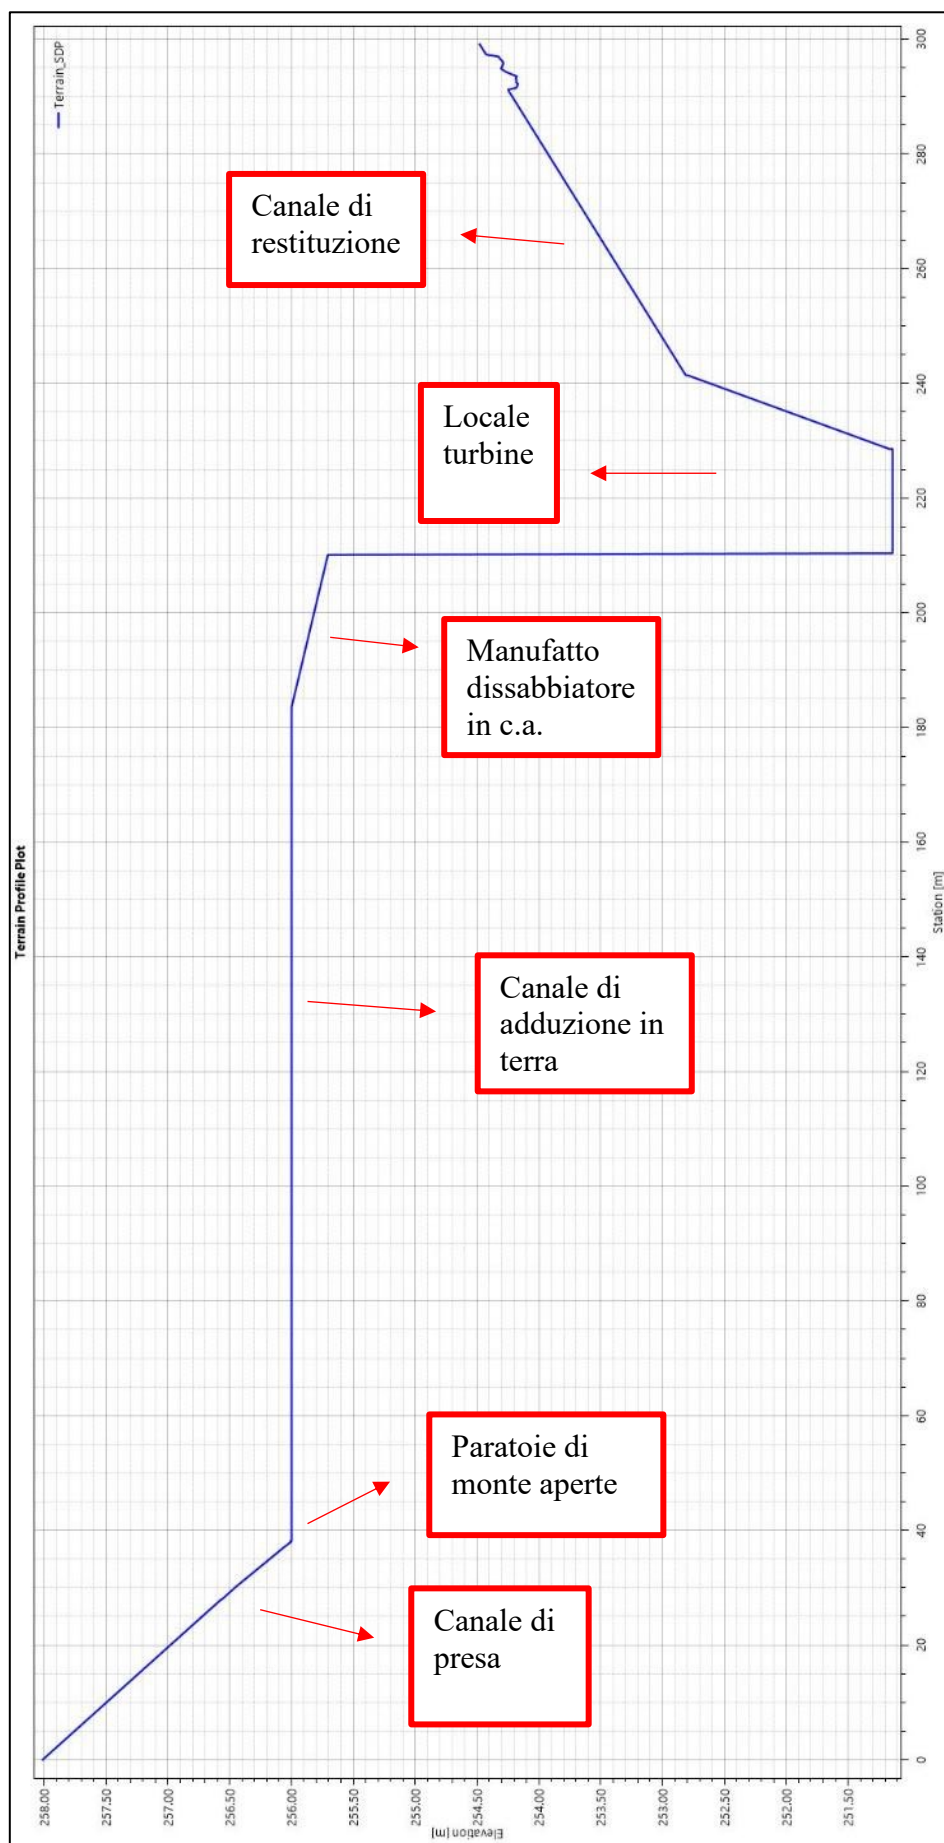 Terrain Profile Plot
Terrain_SDP
Canale di
restituzione
Locale
turbine
Manufatto
dissabbiatore
in c.a.
Canale di
adduzione in
terra
Paratoie di
monte aperte
Canale di
presa
Elevation [m]
258.00
257.50
257.00
256.50
256.00
255.50
255.00
254.50
254.00
253.50
253.00
252.50
252.00
251.50
Station [m]
0
20
40
60
80
100
120
140
160
180
200
220
240
260
280
300